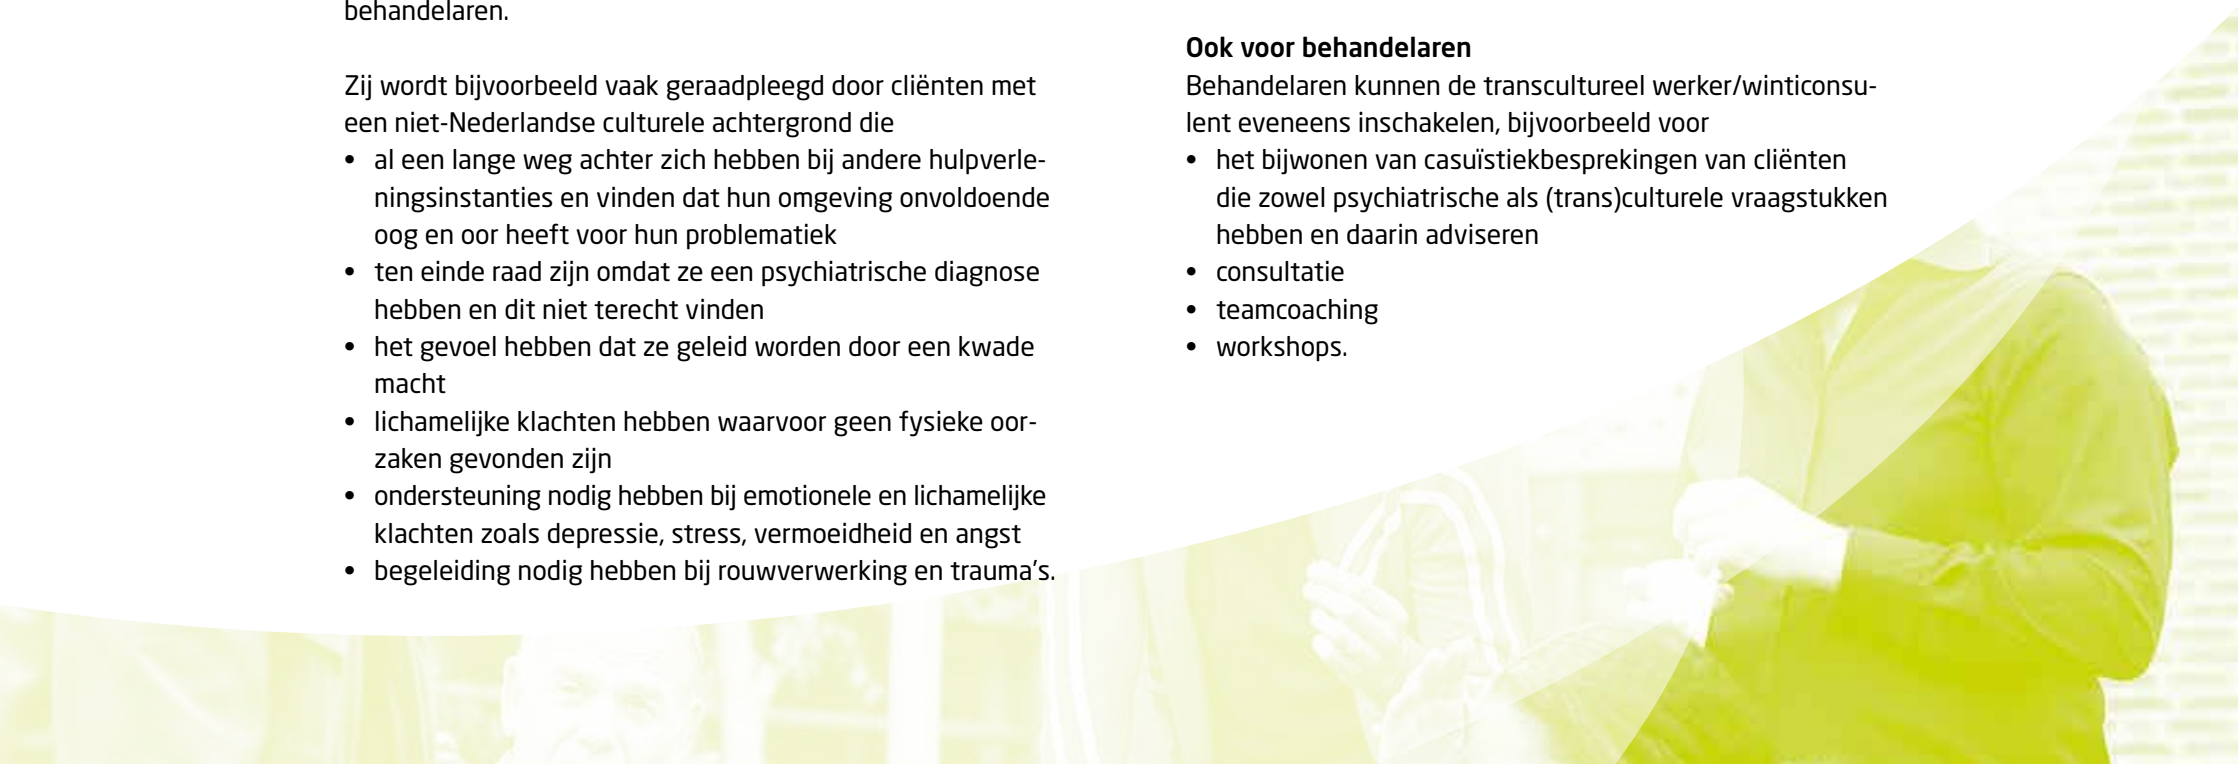 behandelaren.
Zij wordt bijvoorbeeld vaak geraadpleegd door cliënten met
een niet-Nederlandse culturele achtergrond die
• al een lange weg achter zich hebben bij andere hulpverle-
ningsinstanties en vinden dat hun omgeving onvoldoende
oog en oor heeft voor hun problematiek
• ten einde raad zijn omdat ze een psychiatrische diagnose
hebben en dit niet terecht vinden
• het gevoel hebben dat ze geleid worden door een kwade
macht
• lichamelijke klachten hebben waarvoor geen fysieke oor-
zaken gevonden zijn
• ondersteuning nodig hebben bij emotionele en lichamelijke
klachten zoals depressie, stress, vermoeidheid en angst
• begeleiding nodig hebben bij rouwverwerking en trauma's.
Ook voor behandelaren
Behandelaren kunnen de transcultureel werker/winticonsu-
lent eveneens inschakelen, bijvoorbeeld voor
• het bijwonen van casuïstiekbesprekingen van cliënten
die zowel psychiatrische als (trans)culturele vraagstukken
hebben en daarin adviseren
• consultatie
• teamcoaching
• workshops.